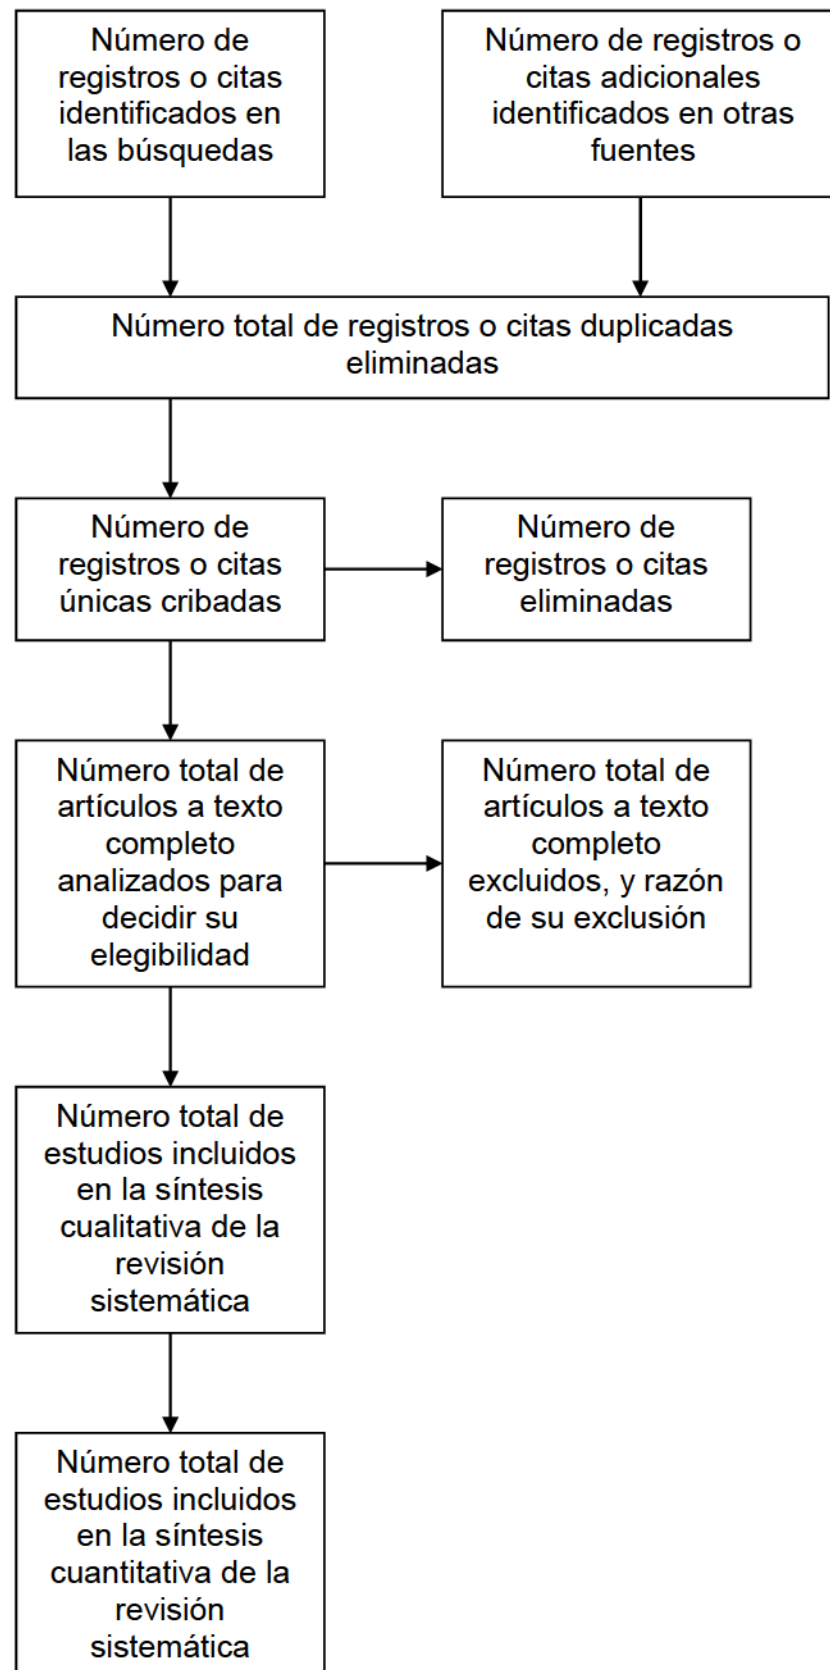 Número de
registros o citas
identificados en
las búsquedas
Número de registros o
citas adicionales
identificados en otras
fuentes
Número total de registros o citas duplicadas
eliminadas
Número de
registros o citas
únicas cribadas
Número de
registros o citas
eliminadas
Número total de
artículos a texto
completo
analizados para
decidir su
elegibilidad
Número total de
artículos a texto
completo
excluidos, y razón
de su exclusión
Número total de
estudios incluidos
en la síntesis
cualitativa de la
revisión
sistemática
Número total de
estudios incluidos
en la síntesis
cuantitativa de la
revisión
sistemática